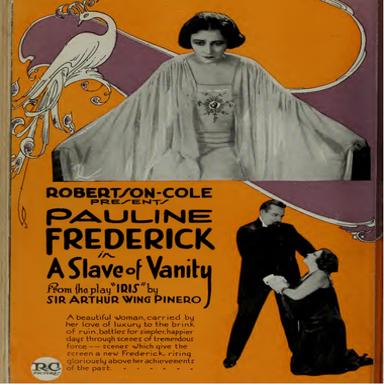 ROBERTSON-COLE
PRESENTS
PAULINE
FREDERICK
in
A Slave of Vanity
From the play "IRIS" by
SIR ARTHUR WING PINERO
A beautiful woman, carried by
her love of luxury to the brink
of ruin, battles for simpler, happier
days through scenes of tremendous
force -- scenes which give the
screen a new Frederick, rising
gloriously above her achievements
of the past.
R-C
PICTURES